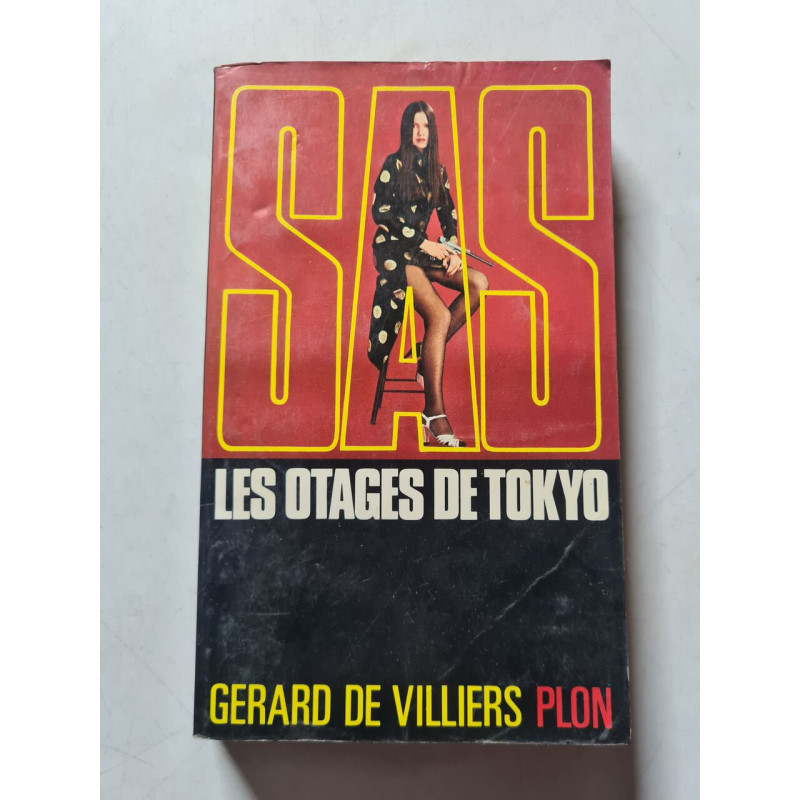 SAS
LES OTAGES DE TOKYO
GERARD DE VILLIERS PLON